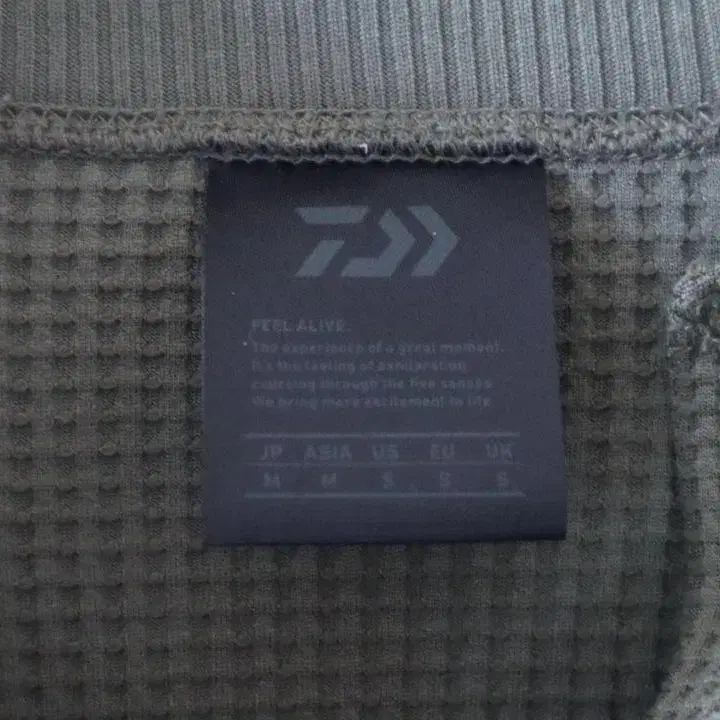 FEEL ALIVE.
The experience of a great moment.
It's the feeling of exhilaration
coursing through the five senses
We bring more excitement to life
JP ASIA US EU UK
M M S S S